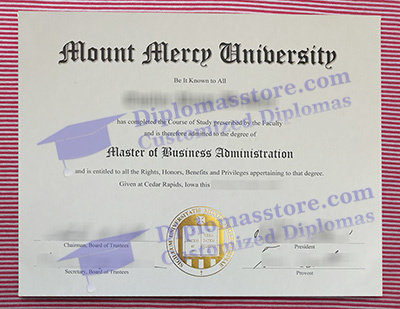 Mount Mercy University
Be It Known to All
has completed the Course of Study prescribed by the Faculty
and is therefore admitted to the degree of
Master of Business Administration
and is entitled to all the Rights, Honors, Benefits and Privileges appertaining to that degree.
Given at Cedar Rapids, Iowa this
Chairman, Board of Trustees
President
Secretary, Board of Trustees
Provost
Diplomasstore.com
Customized Diplomas
Diplomasstore.com
Customized Diplomas